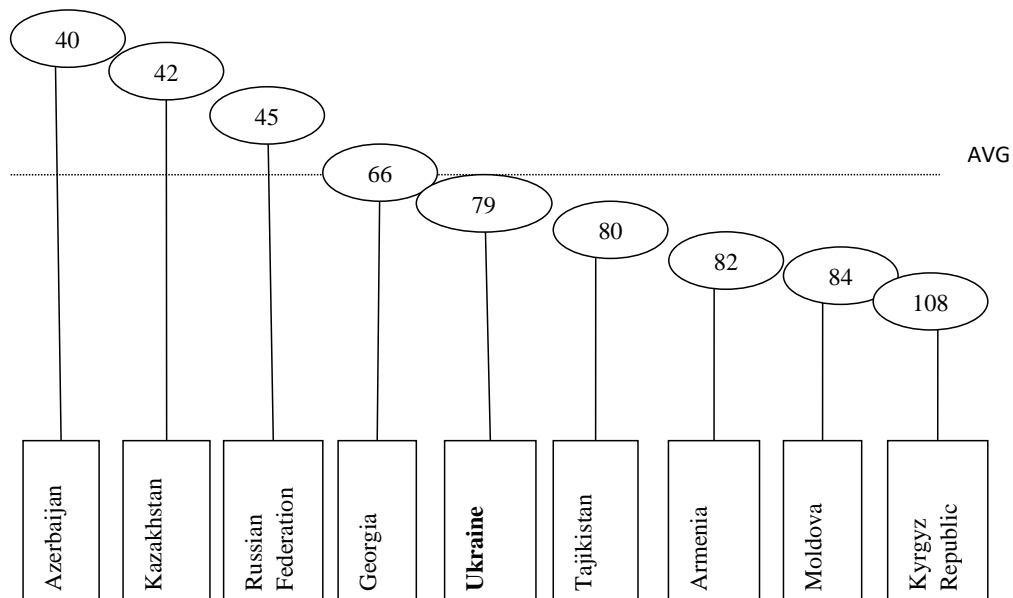 40
42
45
66
79
80
82
84
108
AVG
Azerbaijan
Kazakhstan
Russian
Federation
Georgia
Ukraine
Tajikistan
Armenia
Moldova
Kyrgyz
Republic